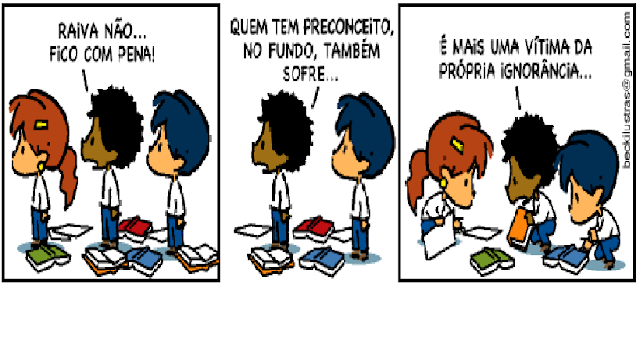 RAIVA NÃO...
FICO COM PENA!
QUEM TEM PRECONCEITO,
NO FUNDO, TAMBÉM
SOFRE...
É MAIS UMA VÍTIMA DA
PRÓPRIA IGNORÂNCIA...
beckilustras@gmail.com